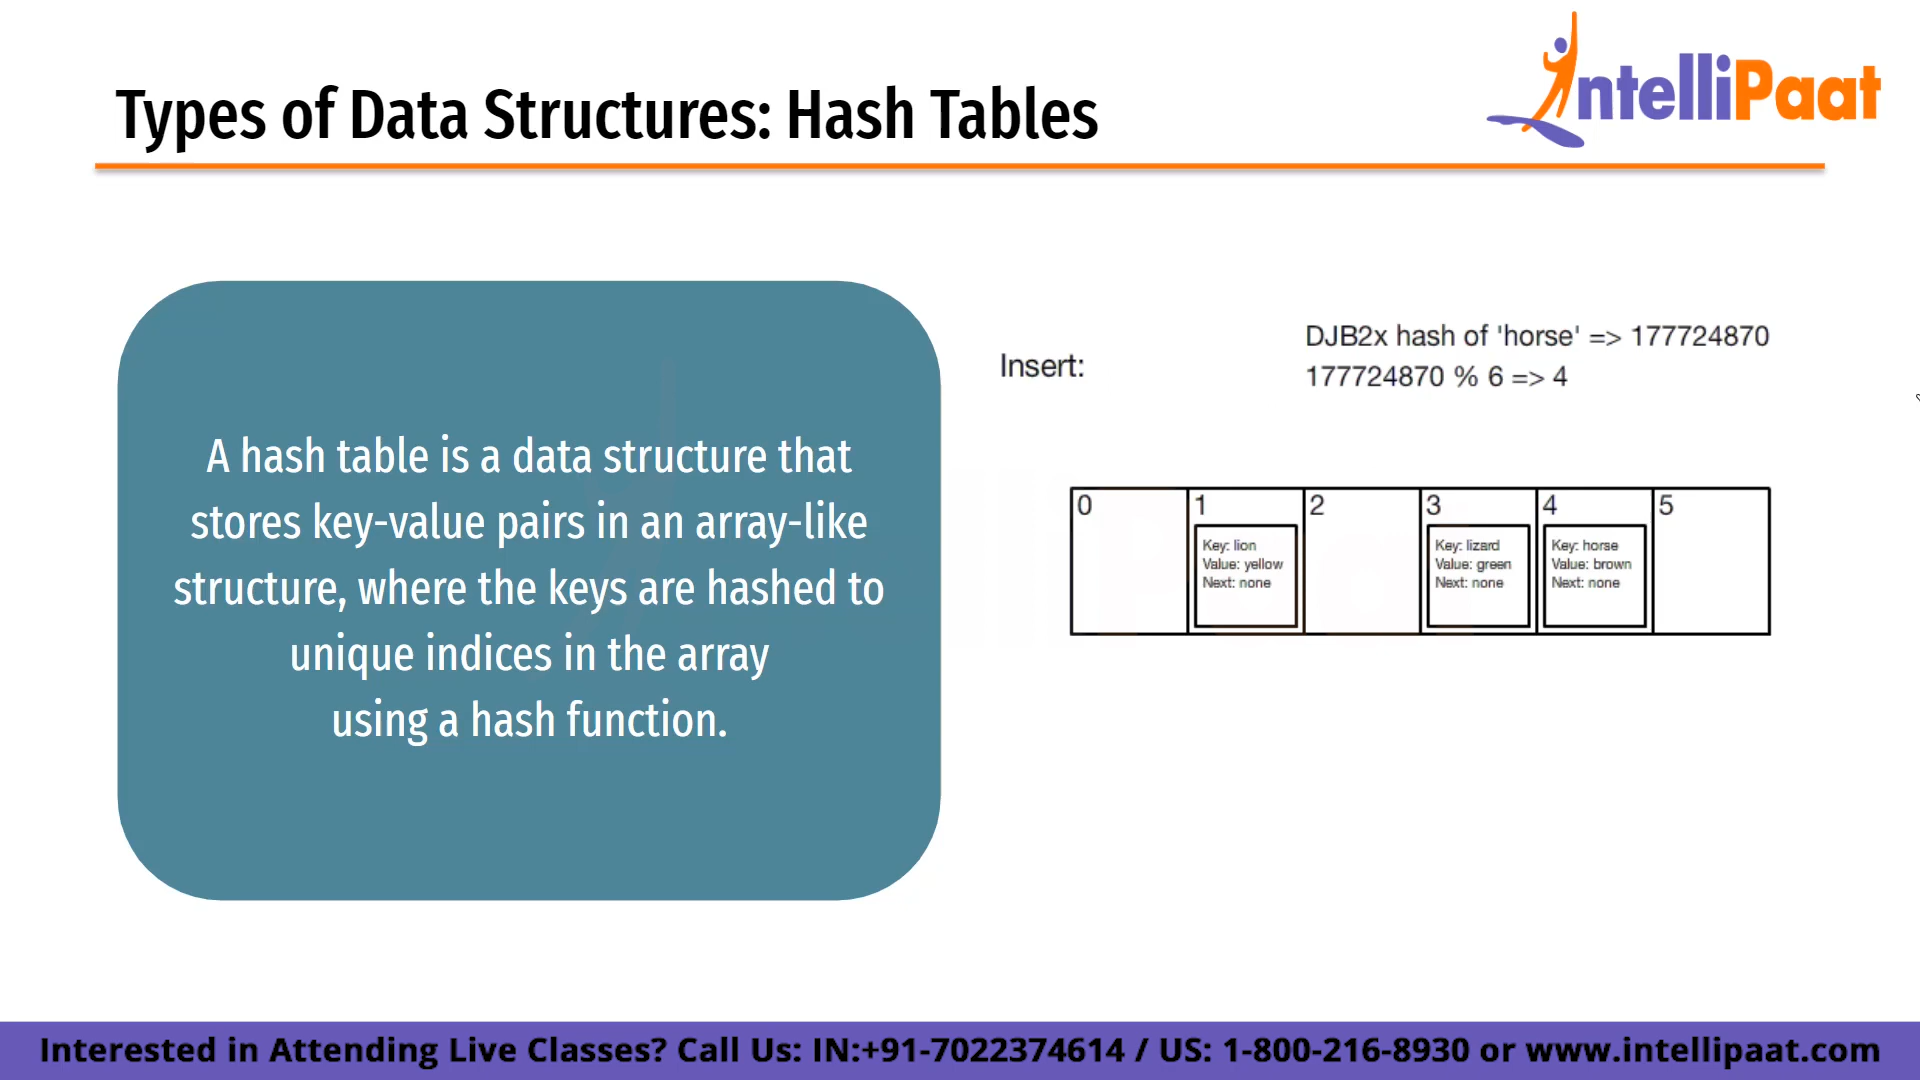 Types of Data Structures: Hash Tables
IntelliPaat
A hash table is a data structure that
stores key-value pairs in an array-like
structure, where the keys are hashed to
unique indices in the array
using a hash function.
Insert:
DJB2x hash of 'horse' => 177724870
177724870 % 6 => 4
0 1 2 3 4 5
Key: lion
Value: yellow
Next: none
Key: lizard
Value: green
Next: none
Key: horse
Value: brown
Next: none
Interested in Attending Live Classes? Call Us: IN:+91-7022374614 / US: 1-800-216-8930 or www.intellipaat.com